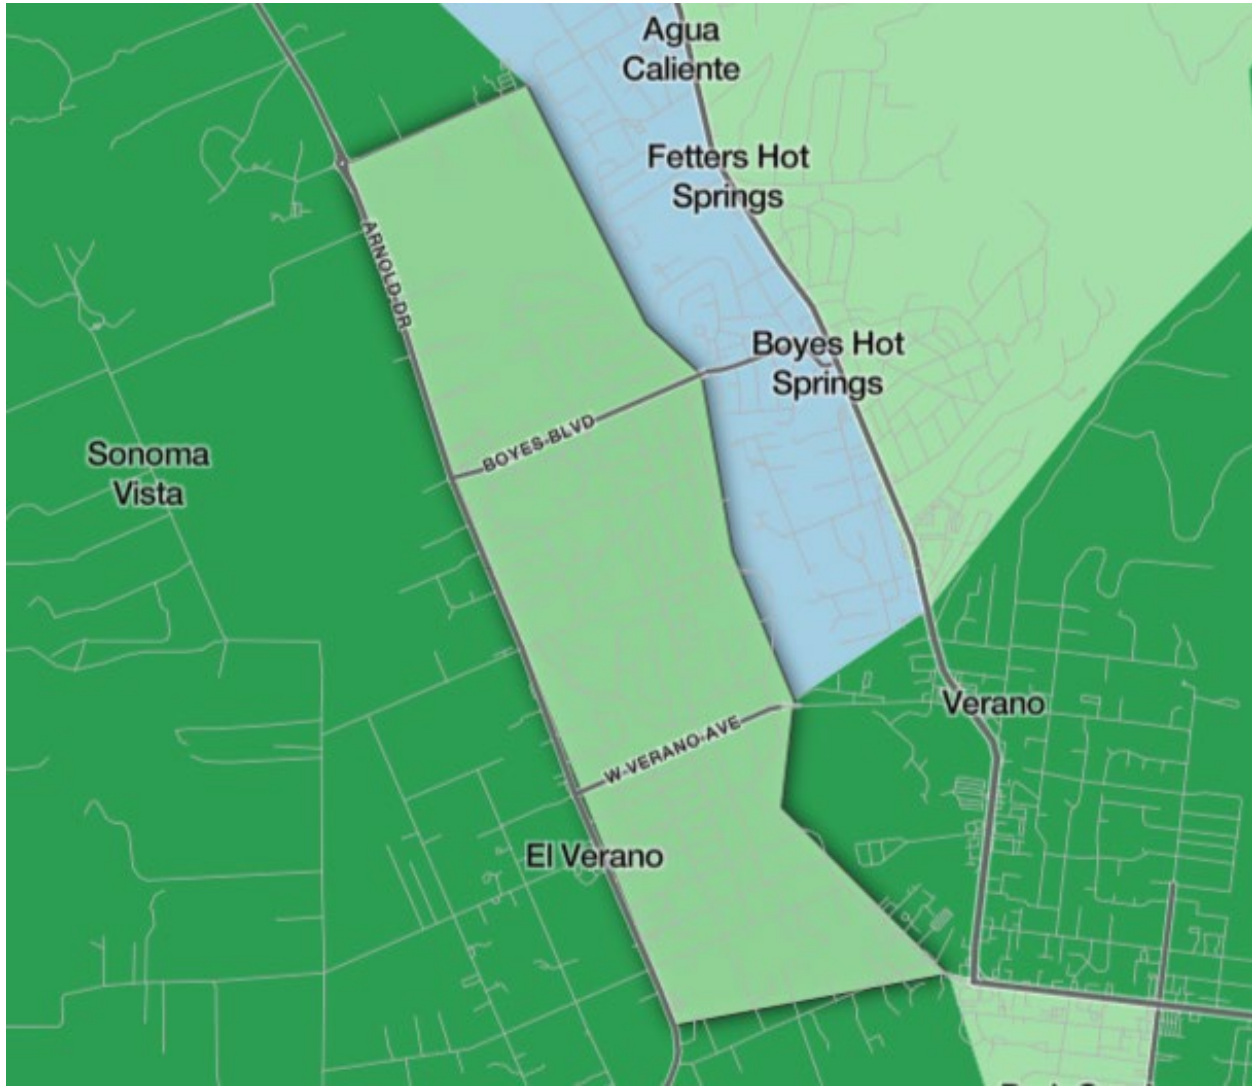 Agua
Caliente
Fetters Hot
Springs
ARNOLD DR
Boyes Hot
Springs
BOYES BLVD
Sonoma
Vista
Verano
W VERANO AVE
El Verano